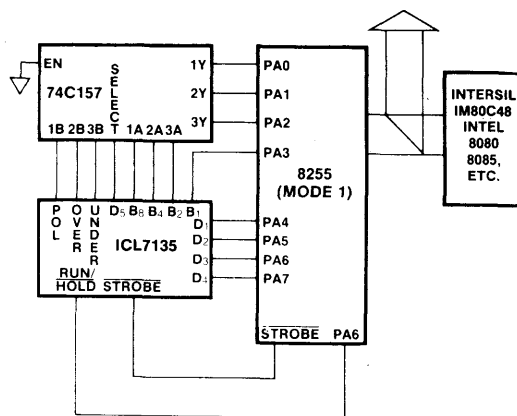 EN
SELECT
1Y
PA0
74C157
2Y
PA1
3Y
PA2
1B 2B 3B 1A 2A 3A
PA3
8255
(MODE 1)
INTERSIL
IM80C48
INTEL
8080
8085,
ETC.
POL
OVER
UNDER
D5 B8 B4 B2 B1
D1
PA4
ICL7135
D2
PA5
D3
PA6
RUN/
HOLD STROBE
D4
PA7
STROBE PA6